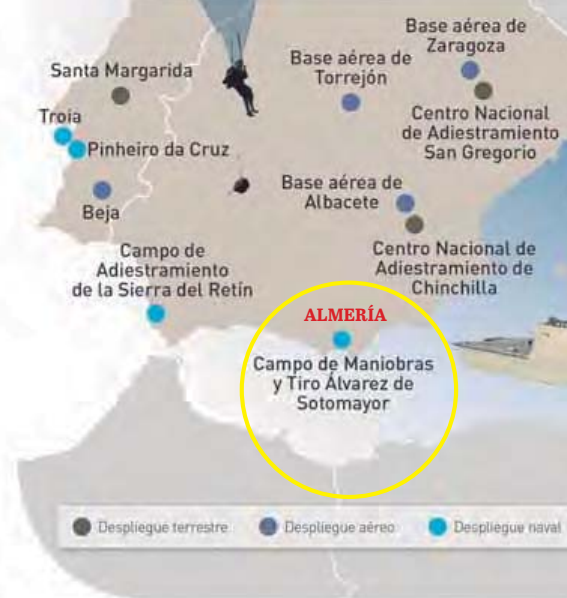 Base aérea de
Zaragoza
Base aérea de
Torrejón
Santa Margarida
Centro Nacional
de Adiestramiento
San Gregorio
Troia
Pinheiro da Cruz
Base aérea de
Albacete
Beja
Campo de
Adiestramiento
de la Sierra del Retín
Centro Nacional de
Adiestramiento de
Chinchilla
ALMERÍA
Campo de Maniobras
y Tiro Álvarez de
Sotomayor
Despliegue terrestre
Despliegue aéreo
Despliegue naval